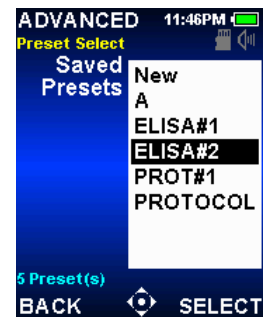 ADVANCED 11:46PM
Preset Select
Saved Presets
New
A
ELISA#1
ELISA#2
PROT#1
PROTOCOL
5 Preset(s)
BACK SELECT